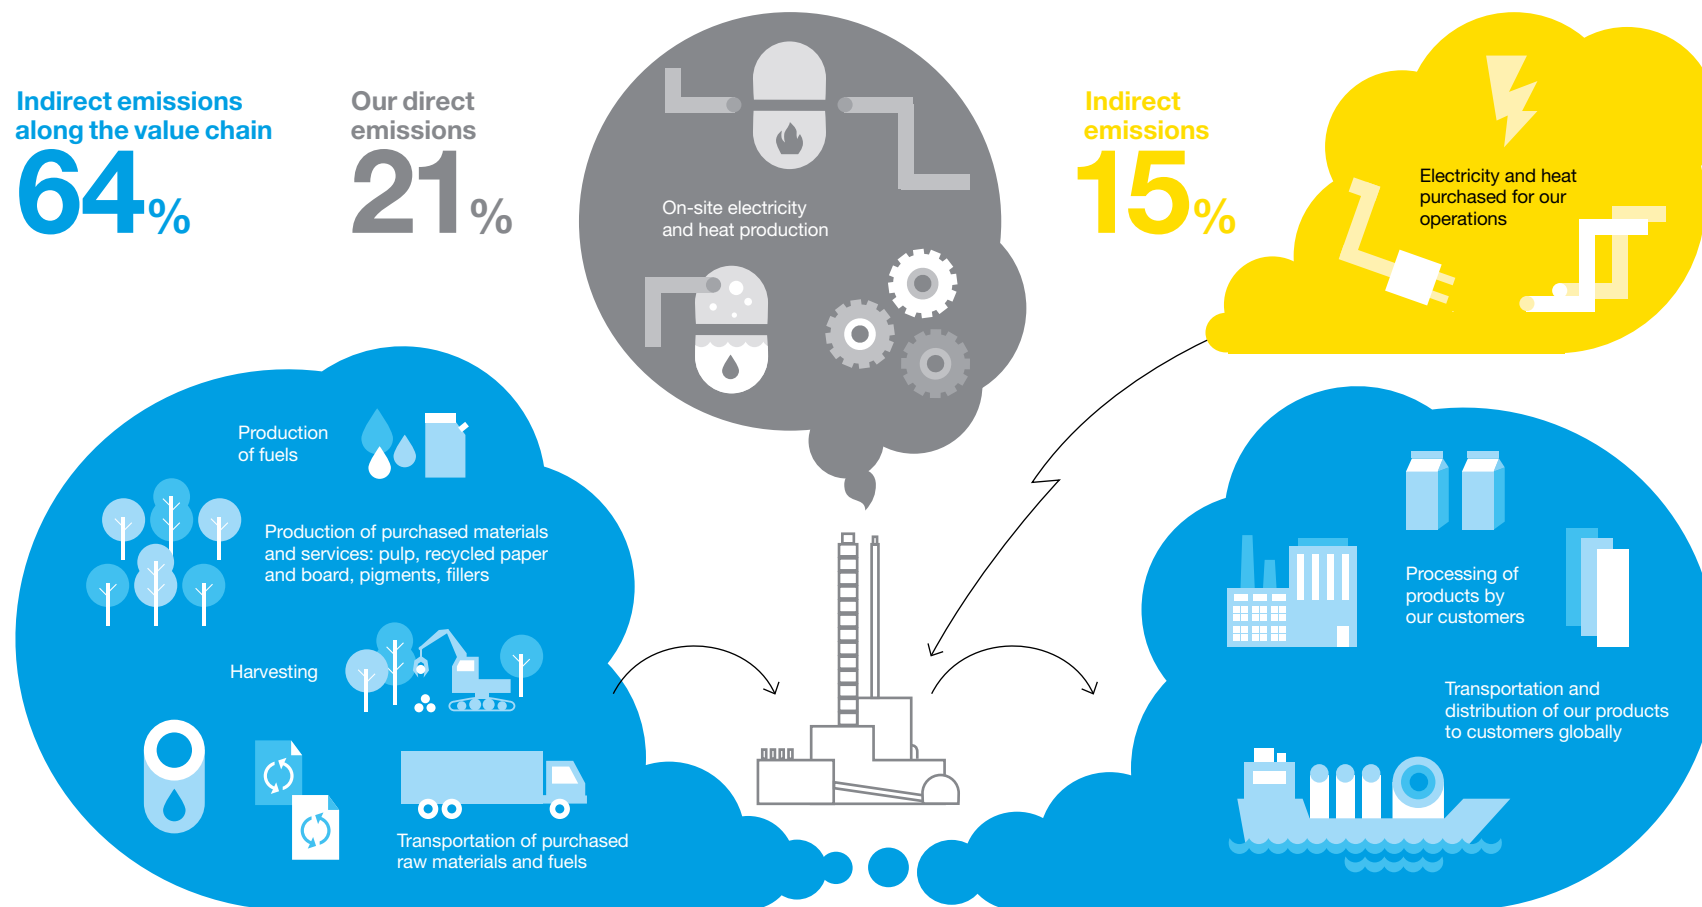 Indirect emissions
along the value chain
64%
Our direct
emissions
21%
On-site electricity
and heat production
Indirect
emissions
15%
Electricity and heat
purchased for our
operations
Production
of fuels
Production of purchased materials
and services: pulp, recycled paper
and board, pigments, fillers
Harvesting
Transportation of purchased
raw materials and fuels
Processing of
products by
our customers
Transportation and
distribution of our products
to customers globally